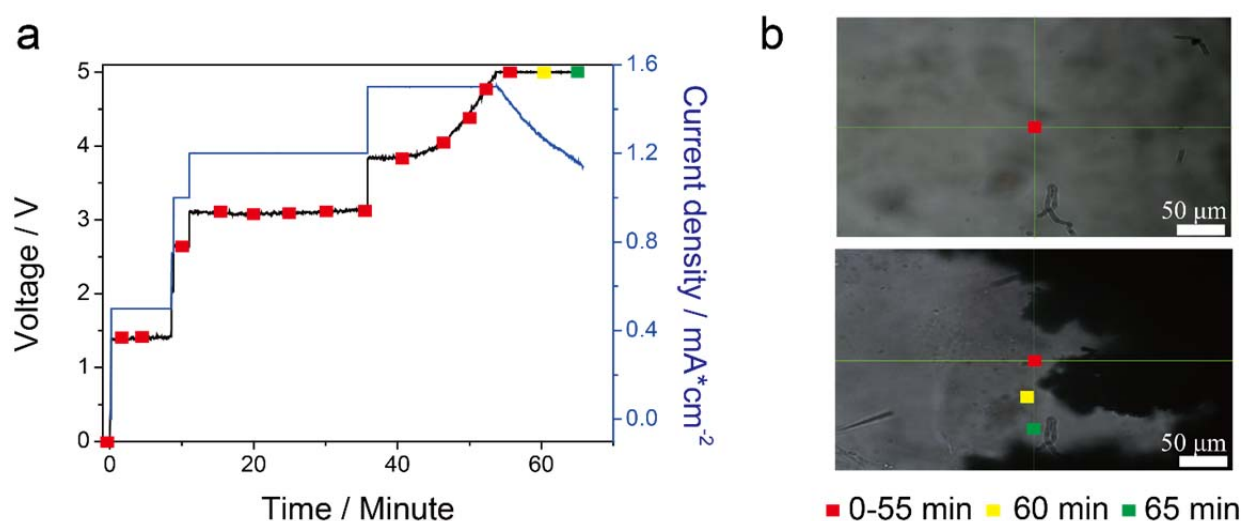 a
b
5
4
3
2
1
0
Voltage / V
0
20
40
60
Time / Minute
1.6
1.2
0.8
0.4
0.0
Current density / mA*cm⁻²
50 µm
50 µm
0-55 min
60 min
65 min